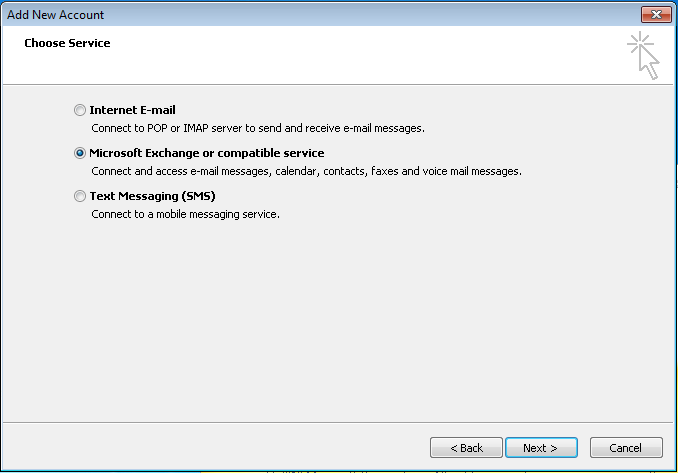 Add New Account
Choose Service
Internet E-mail
Connect to POP or IMAP server to send and receive e-mail messages.
Microsoft Exchange or compatible service
Connect and access e-mail messages, calendar, contacts, faxes and voice mail messages.
Text Messaging (SMS)
Connect to a mobile messaging service.
< Back Next > Cancel